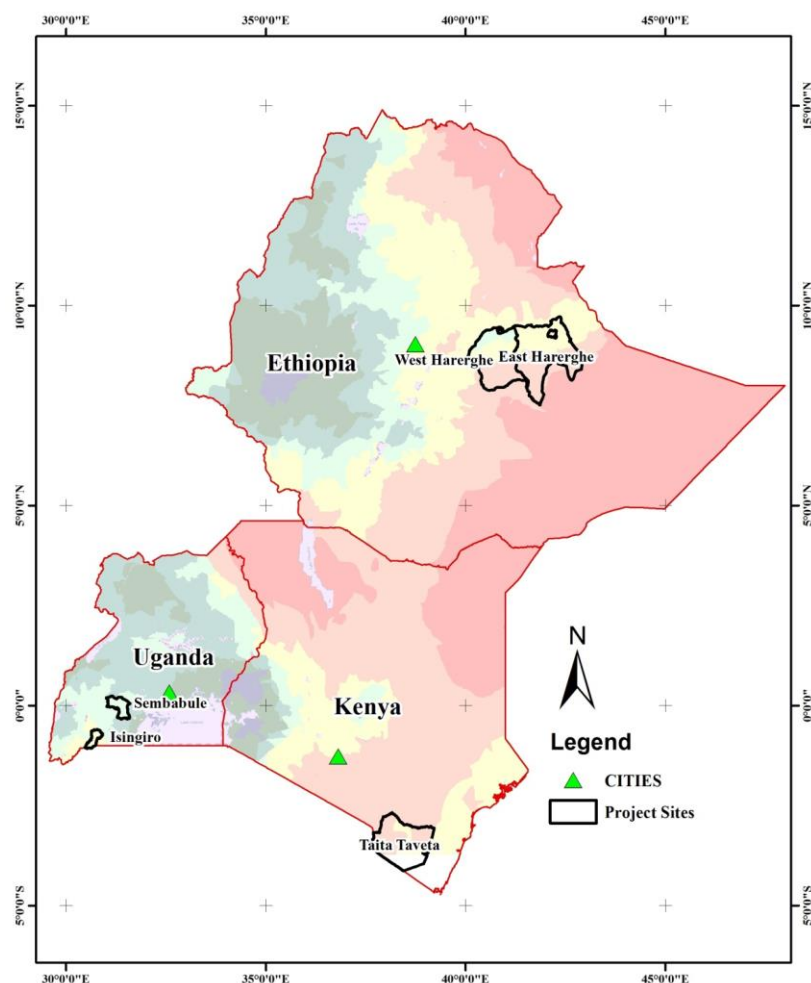 30°0'0"E 35°0'0"E 40°0'0"E 45°0'0"E
15°0'0"N 15°0'0"N
10°0'0"N 10°0'0"N
Ethiopia
West Harerghe East Harerghe
5°0'0"N 5°0'0"N
Uganda
N
Sembabule
Kenya
0°0'0" 0°0'0"
Isingiro
Legend
CITIES
Project Sites
Taita Taveta
5°0'0"S 5°0'0"S
30°0'0"E 35°0'0"E 40°0'0"E 45°0'0"E